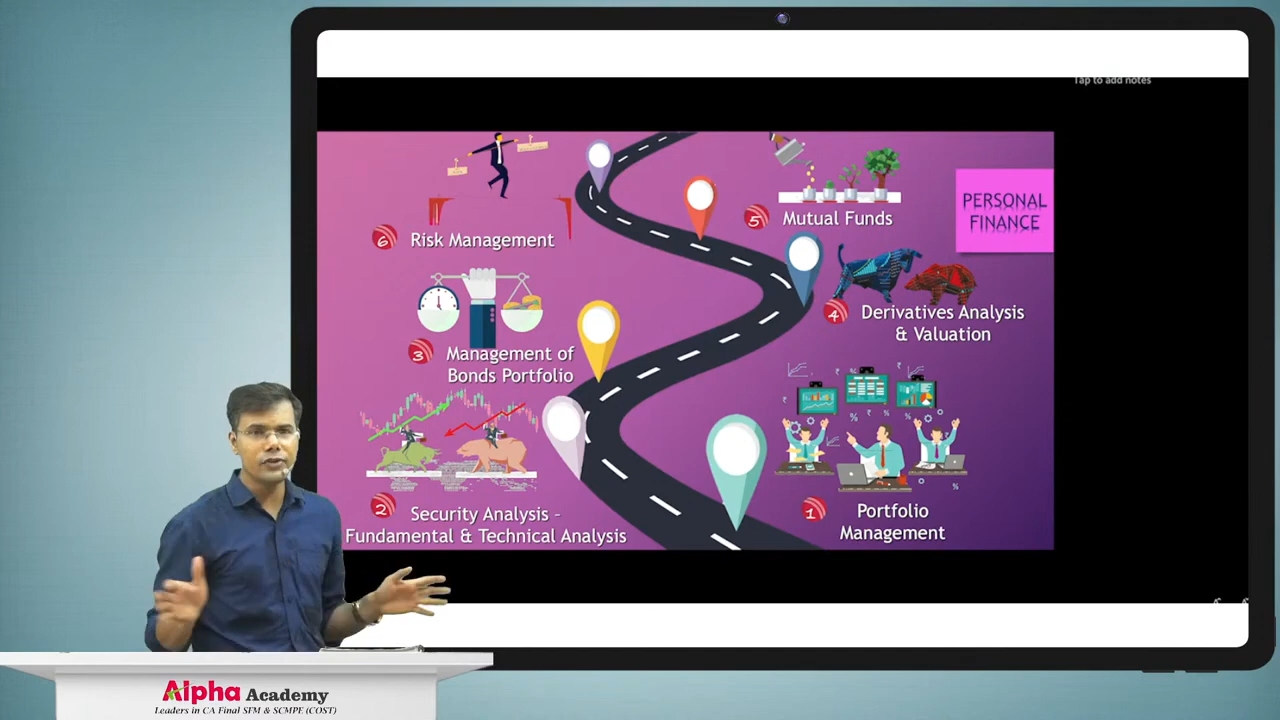 Tap to add notes
PERSONAL
FINANCE
6
Risk Management
5
Mutual Funds
4
Derivatives Analysis
& Valuation
3
Management of
Bonds Portfolio
2
Security Analysis -
Fundamental & Technical Analysis
1
Portfolio
Management
Alpha Academy
Leaders in CA Final SFM & SCMPE (COST)